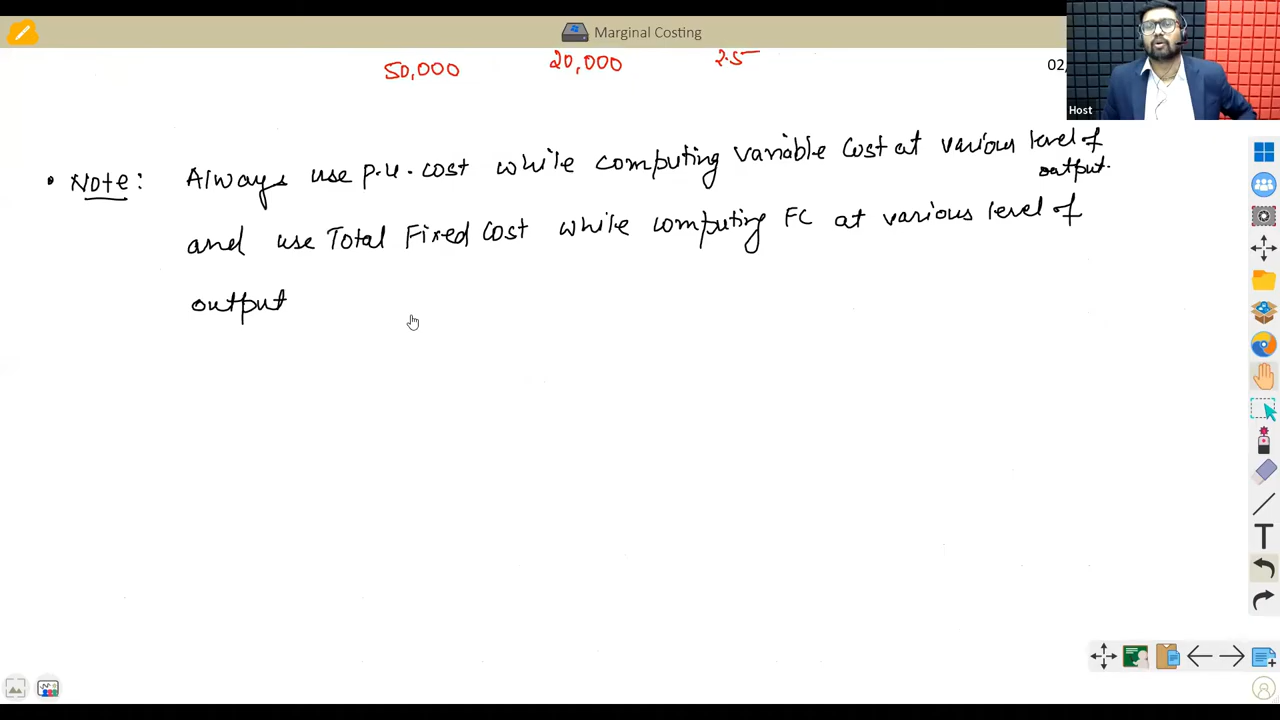 Marginal Costing
50,000 20,000 2.5
02/
Host
• Note: Always use p.u. cost while computing variable cost at various level of
output.
and use Total Fixed cost while computing FC at various level of
output
T